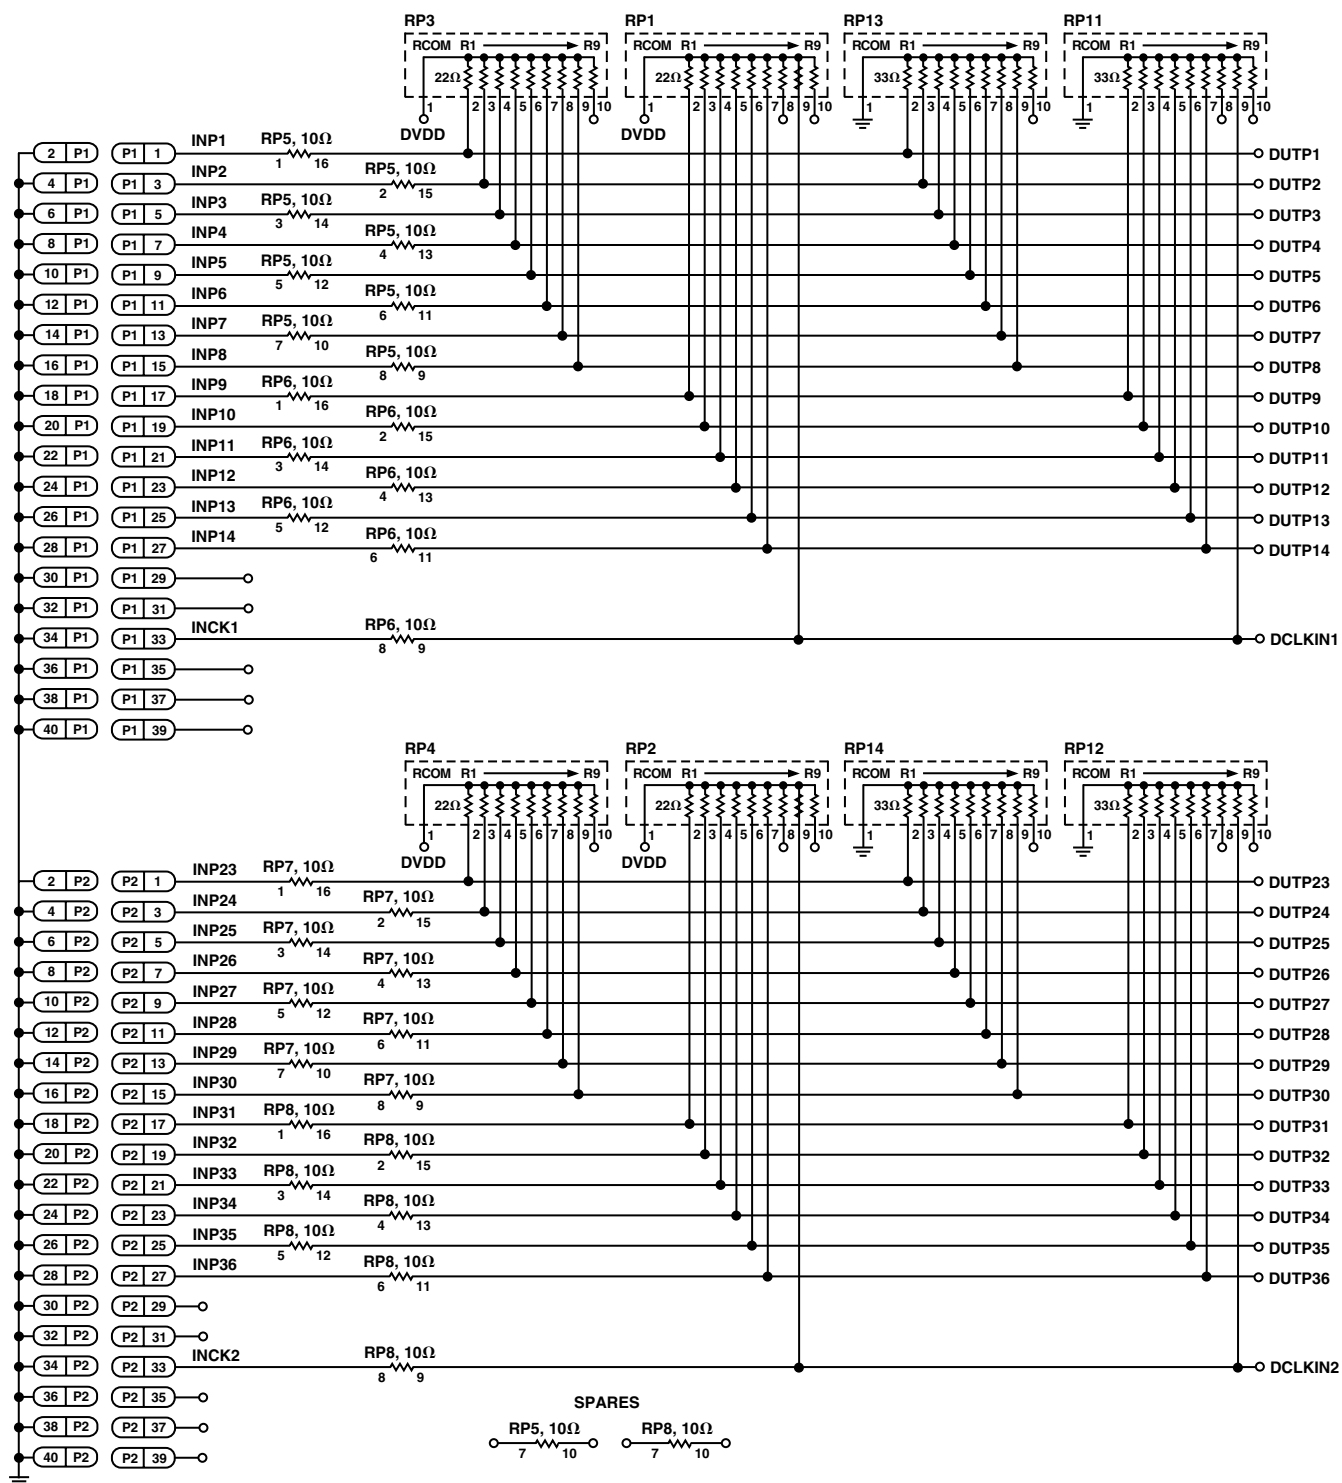 RP3 RP1 RP13 RP11
RCOM R1 R9 RCOM R1 R9 RCOM R1 R9 RCOM R1 R9
22Ω 22Ω 33Ω 33Ω
1 2 3 4 5 6 7 8 9 10 1 2 3 4 5 6 7 8 9 10 1 2 3 4 5 6 7 8 9 10 1 2 3 4 5 6 7 8 9 10
DVDD DVDD
2 P1 P1 1 INP1 RP5, 10Ω 1 16 DUTP1
4 P1 P1 3 INP2 RP5, 10Ω 2 15 DUTP2
6 P1 P1 5 INP3 RP5, 10Ω 3 14 DUTP3
8 P1 P1 7 INP4 RP5, 10Ω 4 13 DUTP4
10 P1 P1 9 INP5 RP5, 10Ω 5 12 DUTP5
12 P1 P1 11 INP6 RP5, 10Ω 6 11 DUTP6
14 P1 P1 13 INP7 RP5, 10Ω 7 10 DUTP7
16 P1 P1 15 INP8 RP5, 10Ω 8 9 DUTP8
18 P1 P1 17 INP9 RP6, 10Ω 1 16 DUTP9
20 P1 P1 19 INP10 RP6, 10Ω 2 15 DUTP10
22 P1 P1 21 INP11 RP6, 10Ω 3 14 DUTP11
24 P1 P1 23 INP12 RP6, 10Ω 4 13 DUTP12
26 P1 P1 25 INP13 RP6, 10Ω 5 12 DUTP13
28 P1 P1 27 INP14 RP6, 10Ω 6 11 DUTP14
30 P1 P1 29
32 P1 P1 31
34 P1 P1 33 INCK1 RP6, 10Ω 8 9 DCLKIN1
36 P1 P1 35
38 P1 P1 37
40 P1 P1 39
RP4 RP2 RP14 RP12
RCOM R1 R9 RCOM R1 R9 RCOM R1 R9 RCOM R1 R9
22Ω 22Ω 33Ω 33Ω
1 2 3 4 5 6 7 8 9 10 1 2 3 4 5 6 7 8 9 10 1 2 3 4 5 6 7 8 9 10 1 2 3 4 5 6 7 8 9 10
DVDD DVDD
2 P2 P2 1 INP23 RP7, 10Ω 1 16 DUTP23
4 P2 P2 3 INP24 RP7, 10Ω 2 15 DUTP24
6 P2 P2 5 INP25 RP7, 10Ω 3 14 DUTP25
8 P2 P2 7 INP26 RP7, 10Ω 4 13 DUTP26
10 P2 P2 9 INP27 RP7, 10Ω 5 12 DUTP27
12 P2 P2 11 INP28 RP7, 10Ω 6 11 DUTP28
14 P2 P2 13 INP29 RP7, 10Ω 7 10 DUTP29
16 P2 P2 15 INP30 RP7, 10Ω 8 9 DUTP30
18 P2 P2 17 INP31 RP8, 10Ω 1 16 DUTP31
20 P2 P2 19 INP32 RP8, 10Ω 2 15 DUTP32
22 P2 P2 21 INP33 RP8, 10Ω 3 14 DUTP33
24 P2 P2 23 INP34 RP8, 10Ω 4 13 DUTP34
26 P2 P2 25 INP35 RP8, 10Ω 5 12 DUTP35
28 P2 P2 27 INP36 RP8, 10Ω 6 11 DUTP36
30 P2 P2 29
32 P2 P2 31
34 P2 P2 33 INCK2 RP8, 10Ω 8 9 DCLKIN2
36 P2 P2 35
38 P2 P2 37
40 P2 P2 39
SPARES
RP5, 10Ω RP8, 10Ω
7 10 7 10